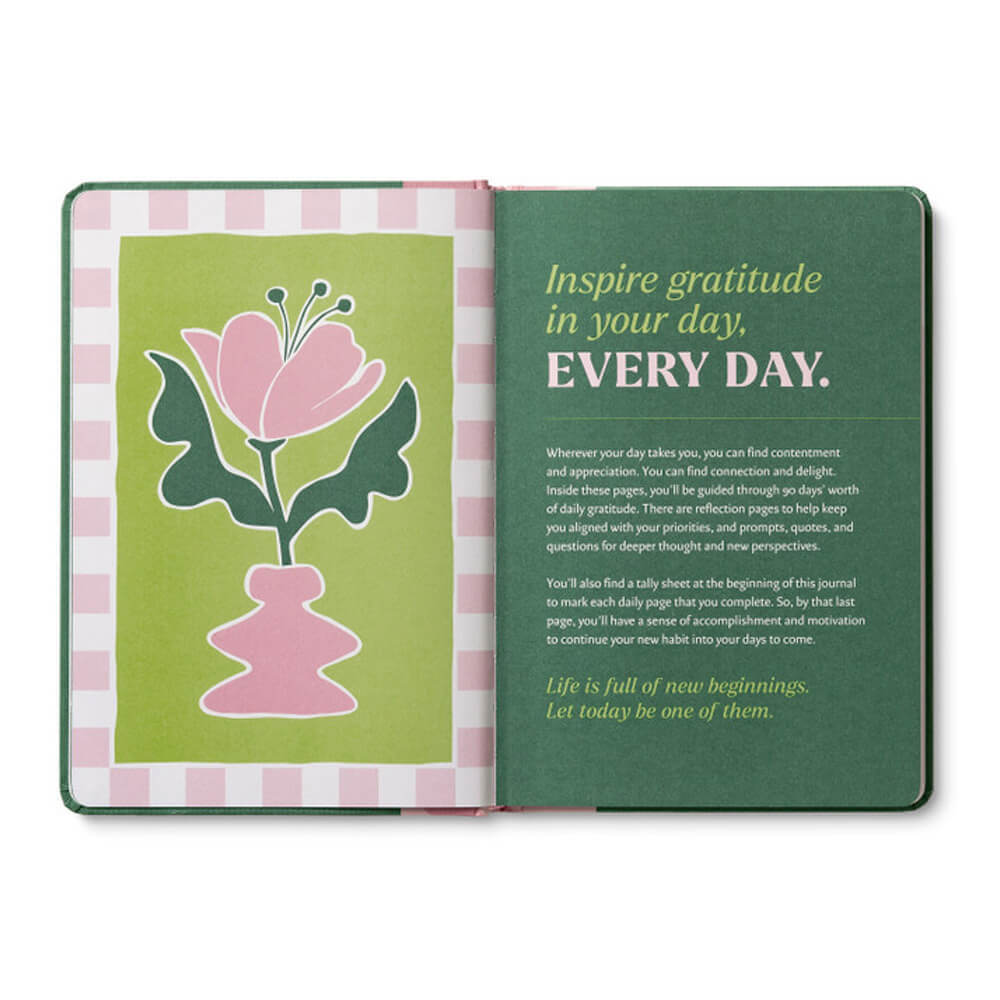 Inspire gratitude
in your day,
EVERY DAY.
Wherever your day takes you, you can find contentment
and appreciation. You can find connection and delight.
Inside these pages, you'll be guided through 90 days' worth
of daily gratitude. There are reflection pages to help keep
you aligned with your priorities, and prompts, quotes, and
questions for deeper thought and new perspectives.
You'll also find a tally sheet at the beginning of this journal
to mark each daily page that you complete. So, by that last
page, you'll have a sense of accomplishment and motivation
to continue your new habit into your days to come.
Life is full of new beginnings.
Let today be one of them.